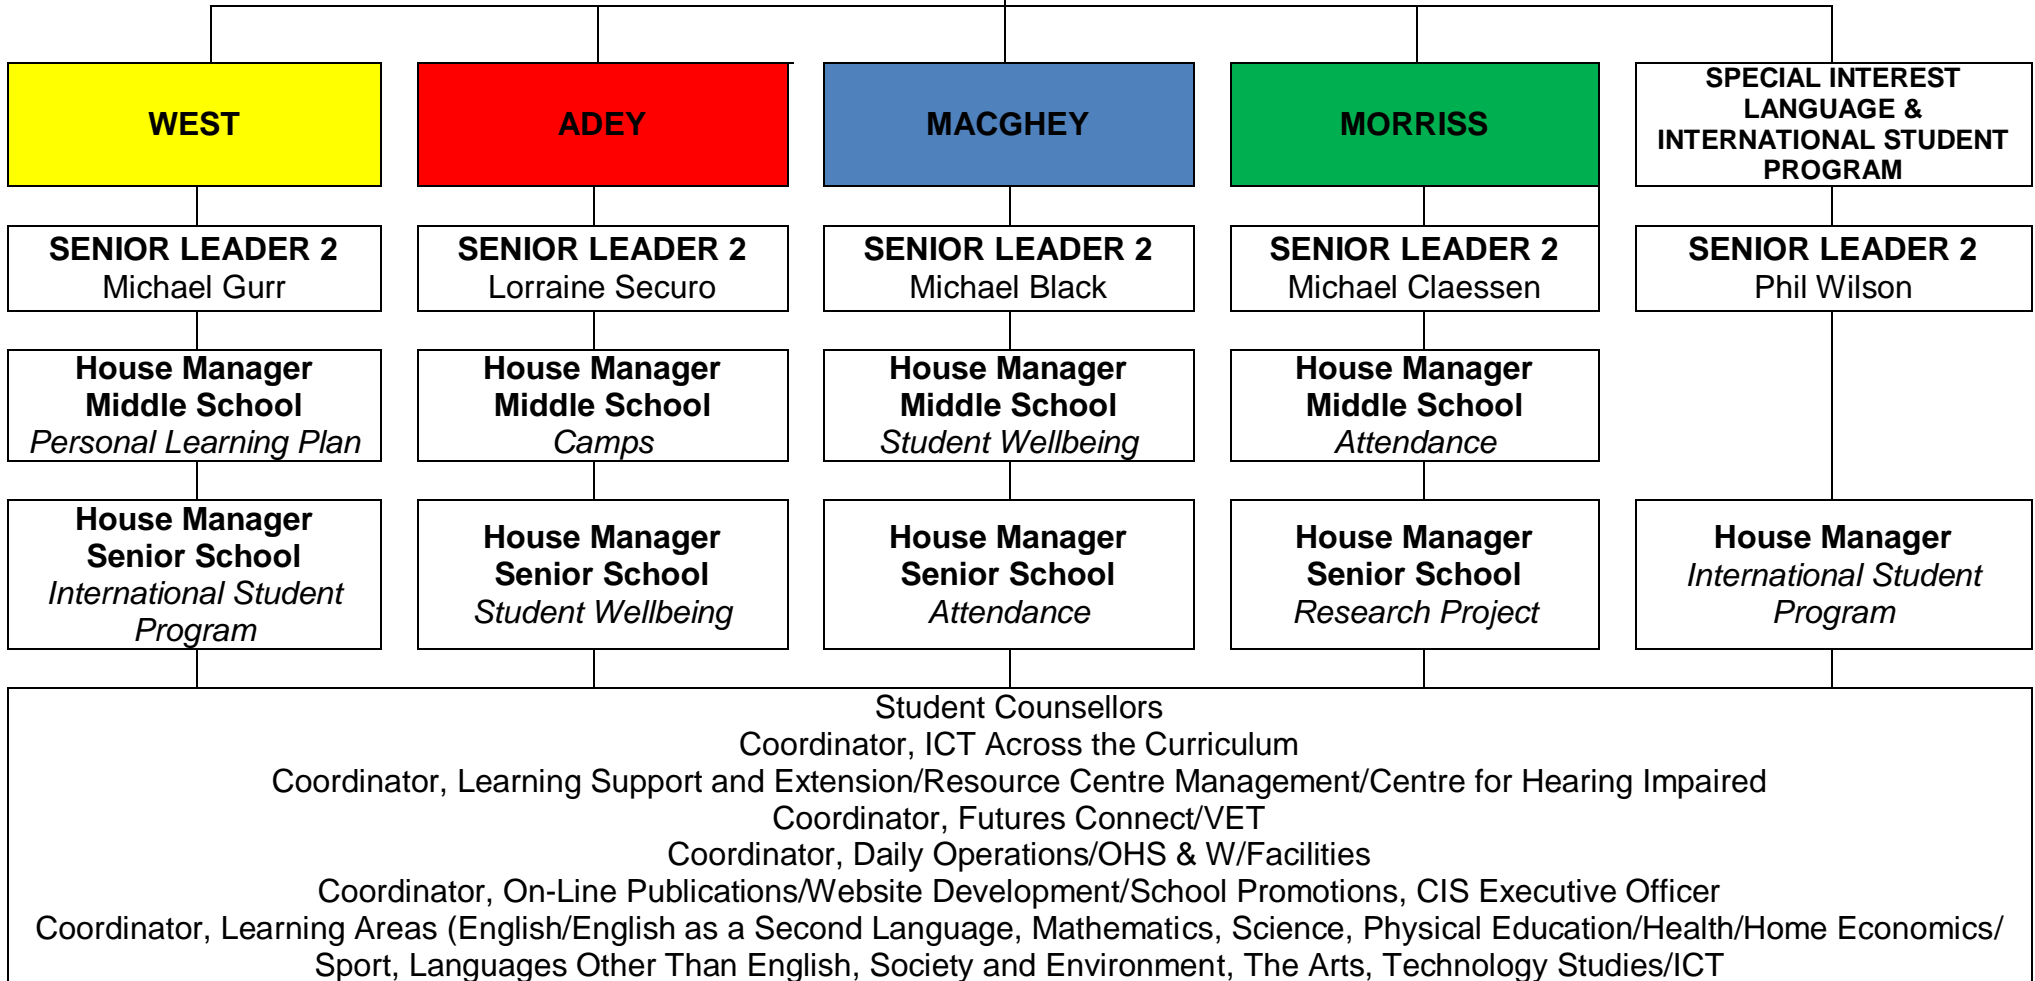 WEST
ADEY
MACGHEY
MORRISS
SPECIAL INTEREST
LANGUAGE &
INTERNATIONAL STUDENT
PROGRAM
SENIOR LEADER 2
Michael Gurr
SENIOR LEADER 2
Lorraine Securo
SENIOR LEADER 2
Michael Black
SENIOR LEADER 2
Michael Claessen
SENIOR LEADER 2
Phil Wilson
House Manager
Middle School
Personal Learning Plan
House Manager
Middle School
Camps
House Manager
Middle School
Student Wellbeing
House Manager
Middle School
Attendance
House Manager
Senior School
International Student
Program
House Manager
Senior School
Student Wellbeing
House Manager
Senior School
Attendance
House Manager
Senior School
Research Project
House Manager
International Student
Program
Student Counsellors
Coordinator, ICT Across the Curriculum
Coordinator, Learning Support and Extension/Resource Centre Management/Centre for Hearing Impaired
Coordinator, Futures Connect/VET
Coordinator, Daily Operations/OHS & W/Facilities
Coordinator, On-Line Publications/Website Development/School Promotions, CIS Executive Officer
Coordinator, Learning Areas (English/English as a Second Language, Mathematics, Science, Physical Education/Health/Home Economics/
Sport, Languages Other Than English, Society and Environment, The Arts, Technology Studies/ICT